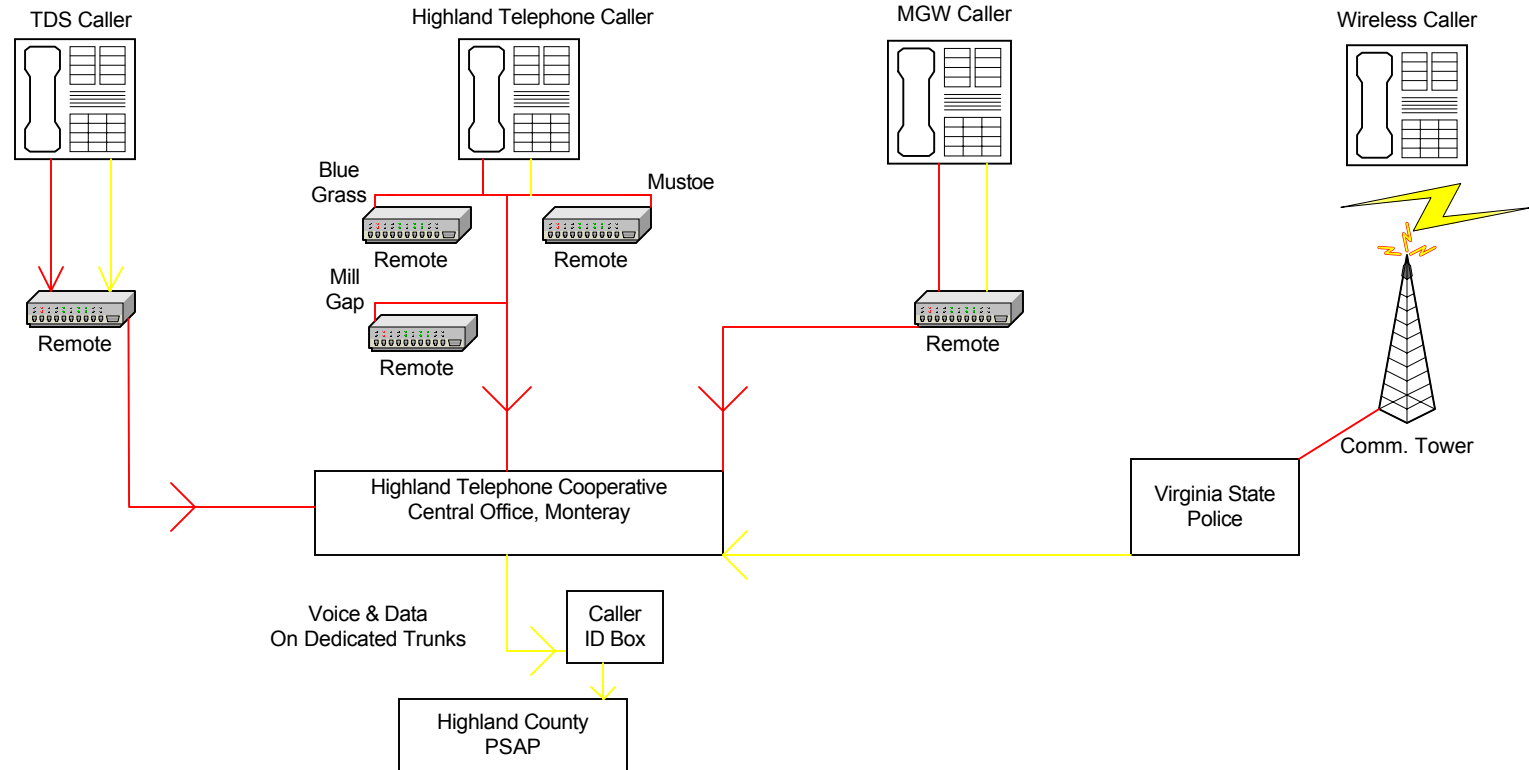 TDS Caller
Highland Telephone Caller
MGW Caller
Wireless Caller
Blue
Grass
Mustoe
Remote
Remote
Mill
Gap
Remote
Remote
Remote
Comm. Tower
Highland Telephone Cooperative
Central Office, Monteray
Virginia State
Police
Voice & Data
On Dedicated Trunks
Caller
ID Box
Highland County
PSAP